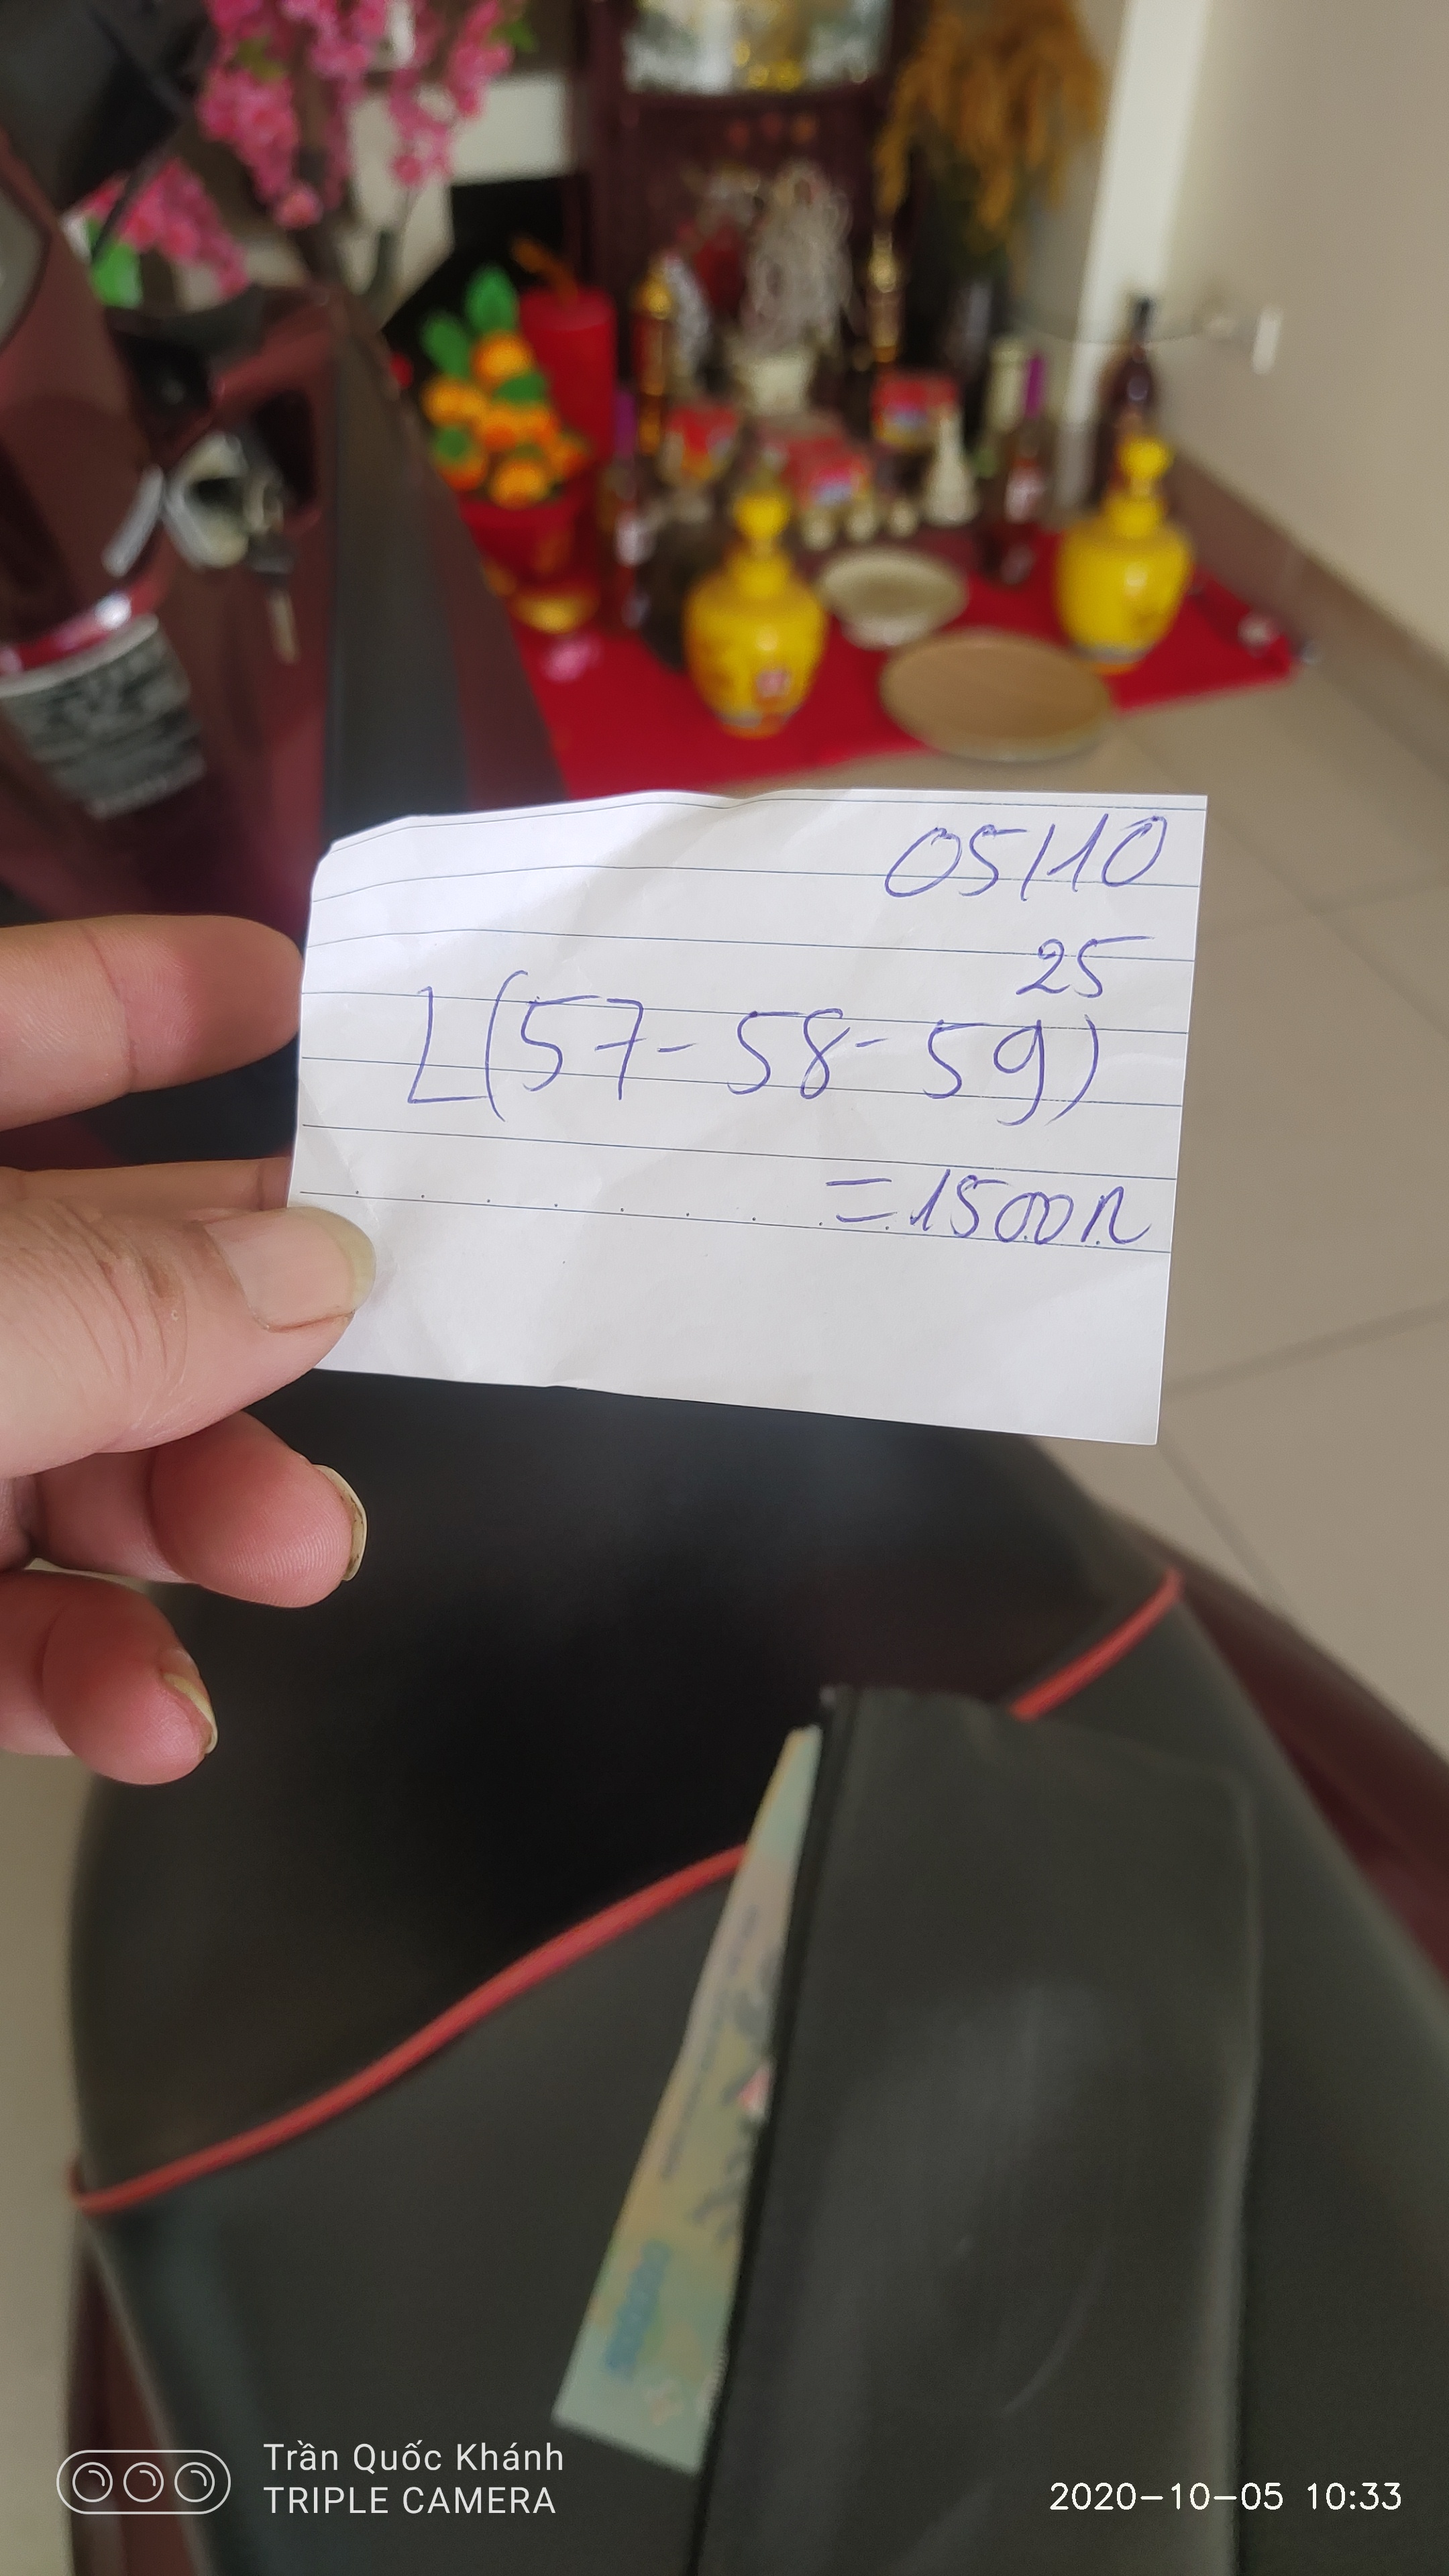 05/10
25
L(57-58-59)
=1500n
Trần Quốc Khánh
TRIPLE CAMERA
2020-10-05 10:33